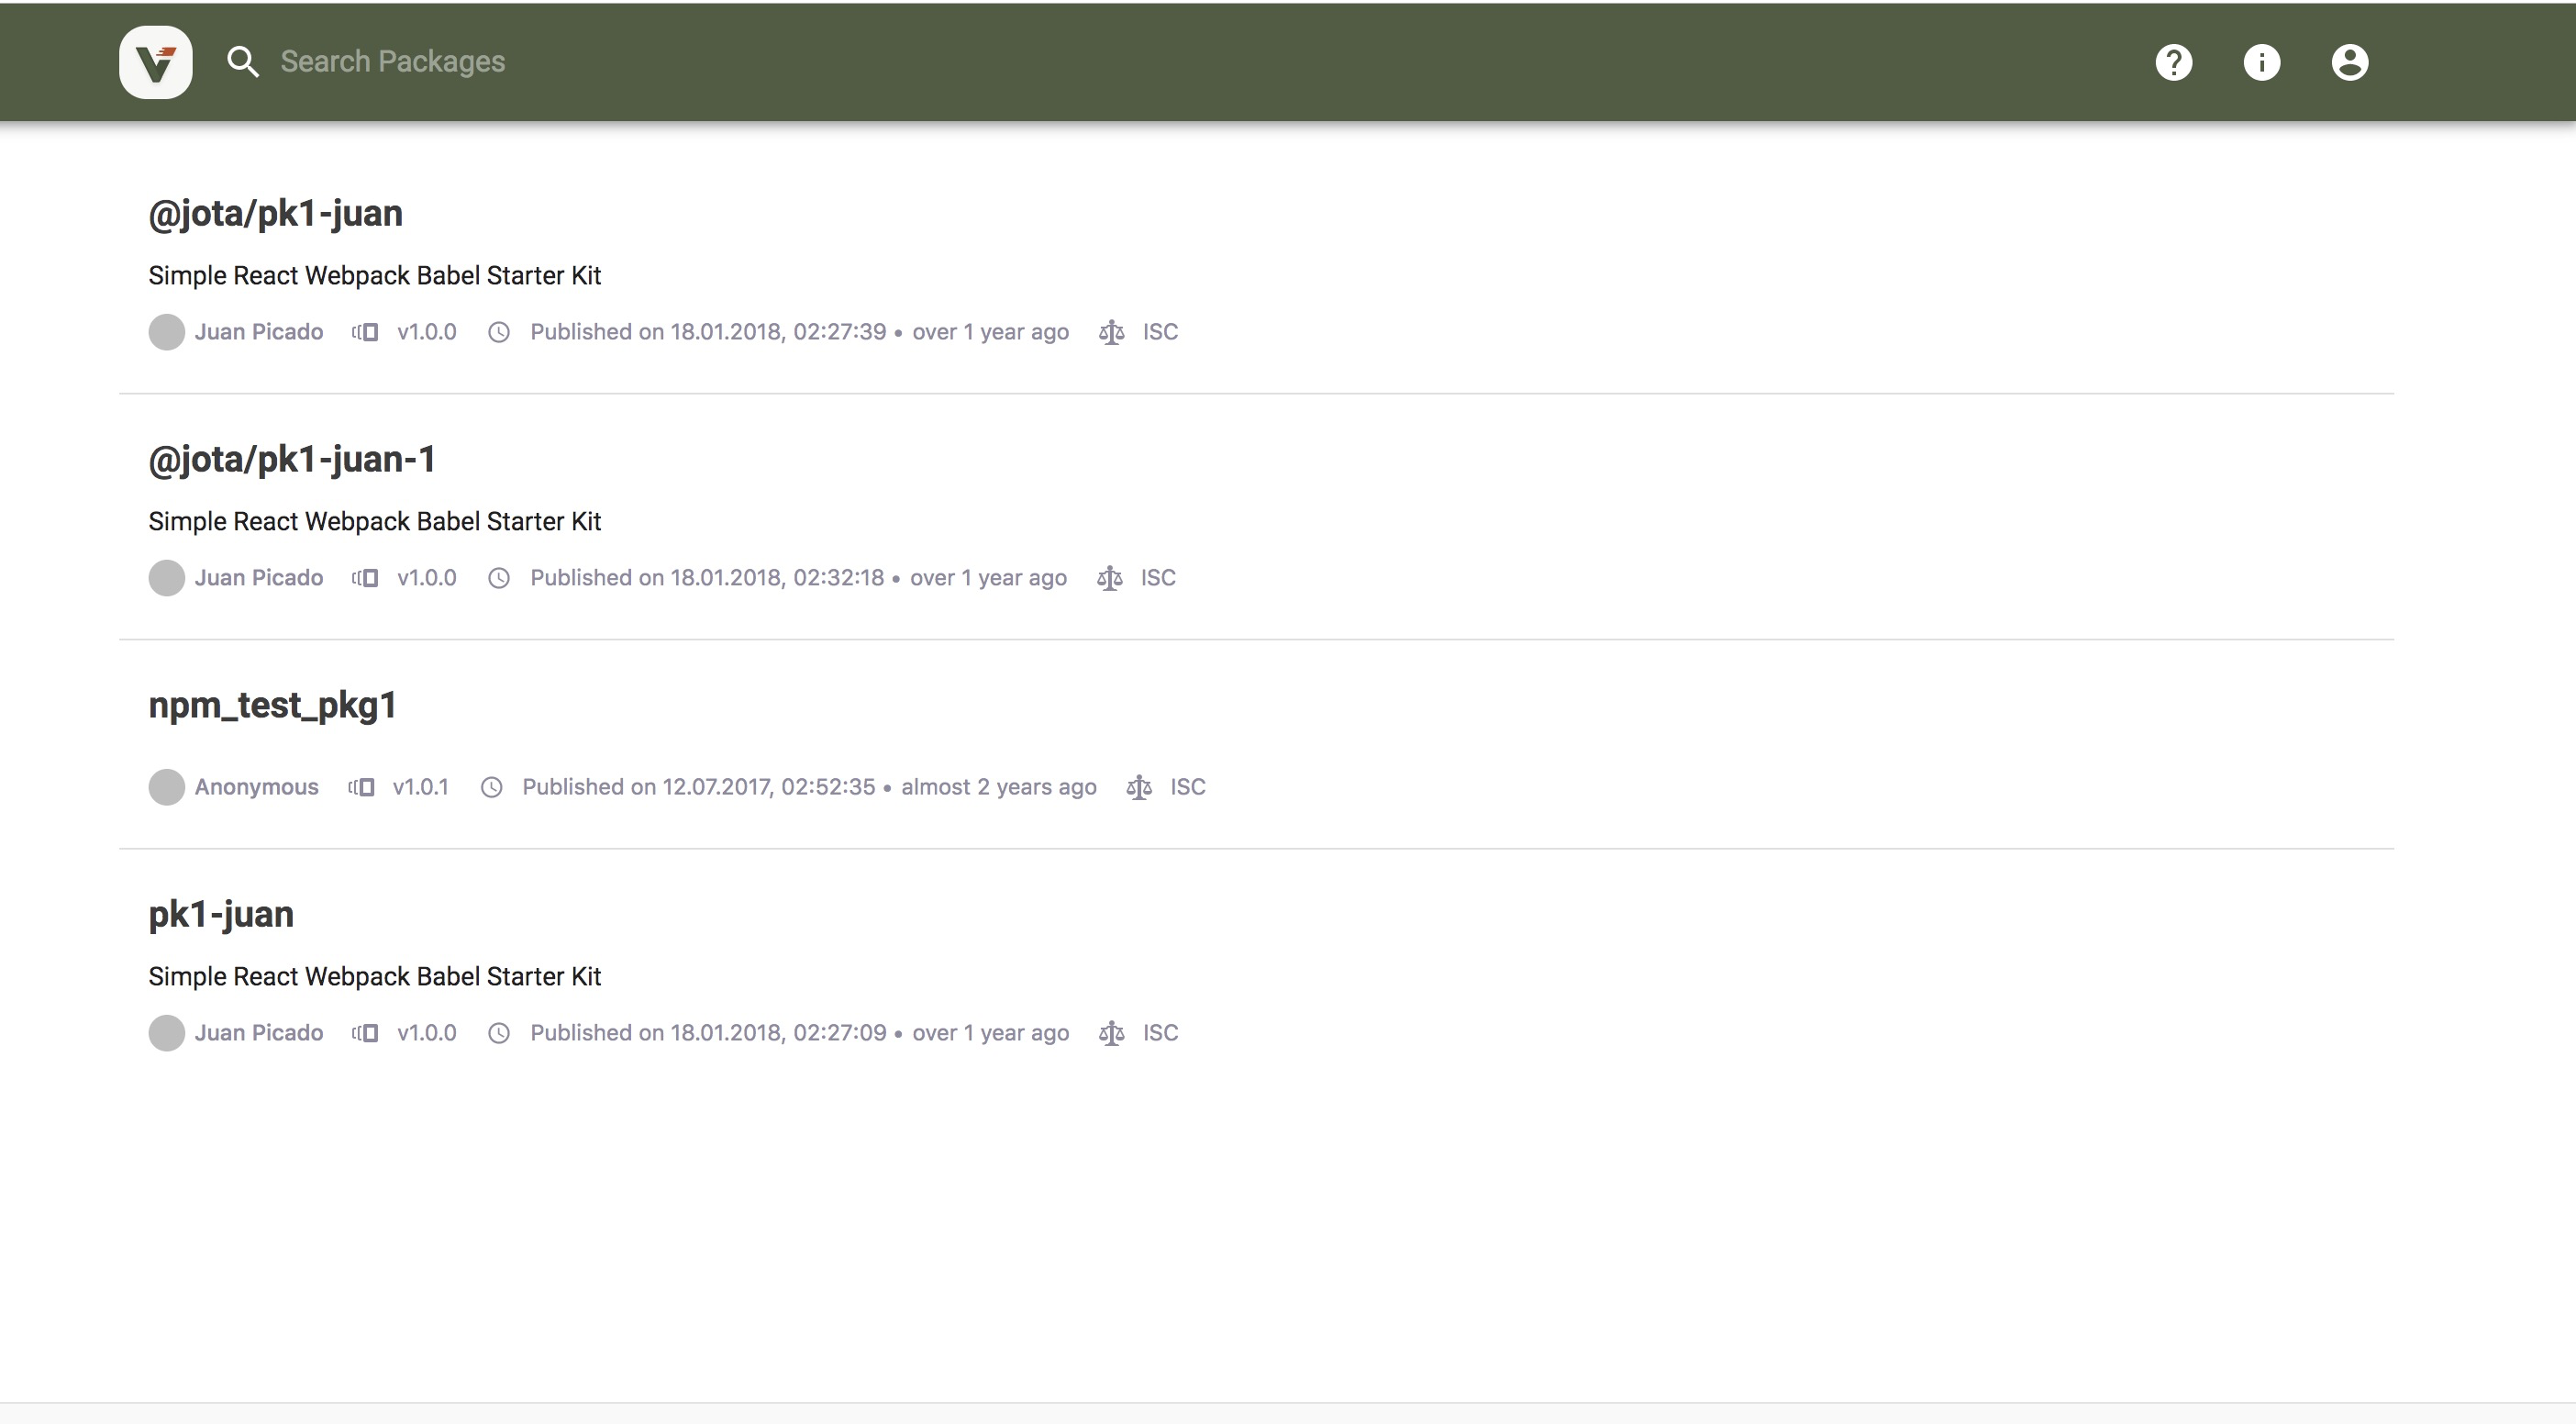 Search Packages
@jota/pk1-juan
Simple React Webpack Babel Starter Kit
Juan Picado v1.0.0 Published on 18.01.2018, 02:27:39 • over 1 year ago ISC
@jota/pk1-juan-1
Simple React Webpack Babel Starter Kit
Juan Picado v1.0.0 Published on 18.01.2018, 02:32:18 • over 1 year ago ISC
npm_test_pkg1
Anonymous v1.0.1 Published on 12.07.2017, 02:52:35 • almost 2 years ago ISC
pk1-juan
Simple React Webpack Babel Starter Kit
Juan Picado v1.0.0 Published on 18.01.2018, 02:27:09 • over 1 year ago ISC